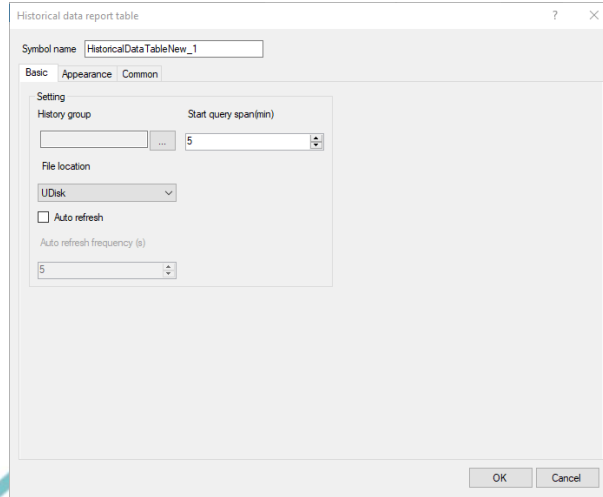 Historical data report table
Symbol name HistoricalDataTableNew_1
Basic Appearance Common
Setting
History group Start query span(min)
... 5
File location
UDisk
Auto refresh
Auto refresh frequency (s)
5
OK Cancel